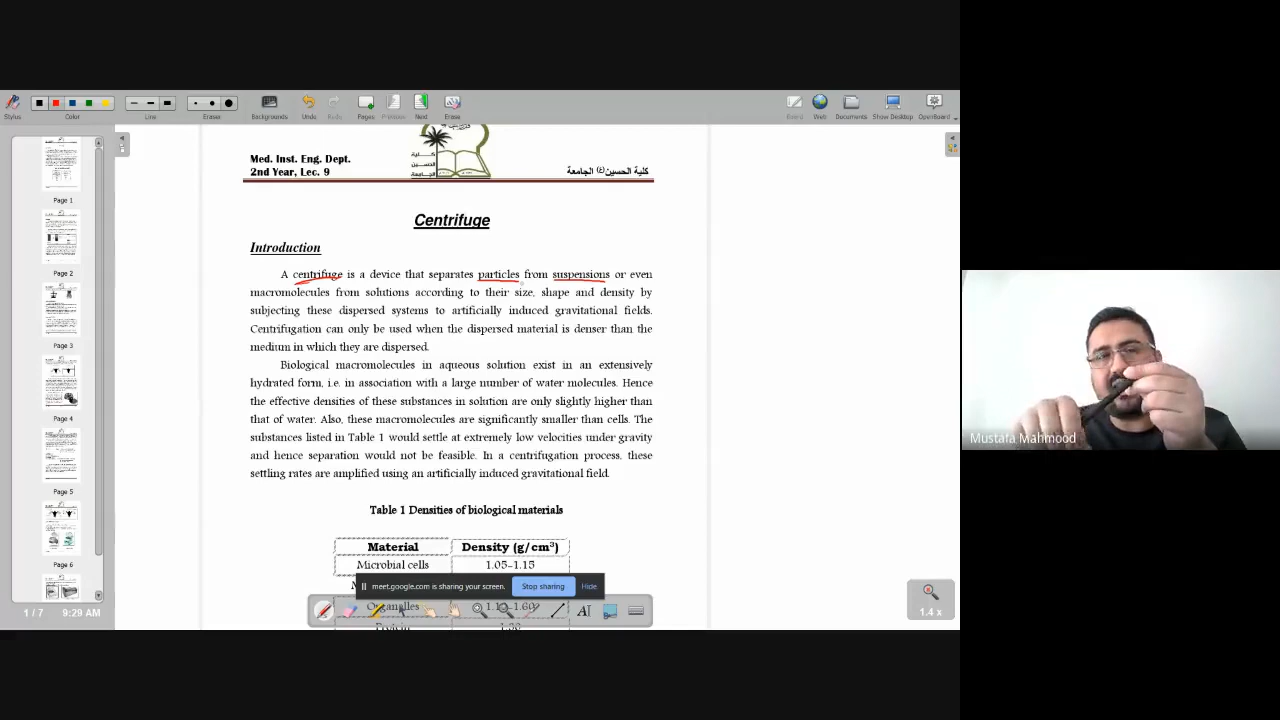 Stylus
Color
Line
Eraser
Backgrounds
Undo
Redo
Pages
Previous
Next
Erase
Board
Web
Documents
Show Desktop
OpenBoard
Med. Inst. Eng. Dept.
2nd Year, Lec. 9
كلية الحسين (ع) الجامعة
كلية
الحسين
الجامعة
Centrifuge
Introduction
A centrifuge is a device that separates particles from suspensions or even
macromolecules from solutions according to their size, shape and density by
subjecting these dispersed systems to artificially induced gravitational fields.
Centrifugation can only be used when the dispersed material is denser than the
medium in which they are dispersed.
Biological macromolecules in aqueous solution exist in an extensively
hydrated form, i.e. in association with a large number of water molecules. Hence
the effective densities of these substances in solution are only slightly higher than
that of water. Also, these macromolecules are significantly smaller than cells. The
substances listed in Table 1 would settle at extremely low velocities under gravity
and hence separation would not be feasible. In a centrifugation process, these
settling rates are amplified using an artificially induced gravitational field.
Table 1 Densities of biological materials
Material Density (g/cm³)
Microbial cells 1.05–1.15
meet.google.com is sharing your screen. Stop sharing Hide
Organelles
Protein 1.30
Page 1
Page 2
Page 3
Page 4
Page 5
Page 6
1 / 7 9:29 AM
1.4 x
Mustafa Mahmood